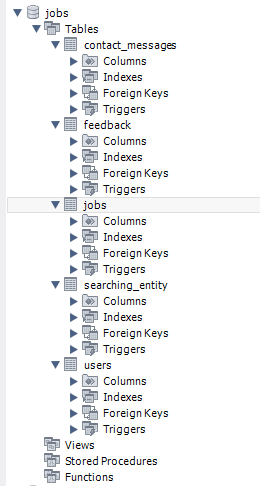 jobs
Tables
contact_messages
Columns
Indexes
Foreign Keys
Triggers
feedback
Columns
Indexes
Foreign Keys
Triggers
jobs
Columns
Indexes
Foreign Keys
Triggers
searching_entity
Columns
Indexes
Foreign Keys
Triggers
users
Columns
Indexes
Foreign Keys
Triggers
Views
Stored Procedures
Functions